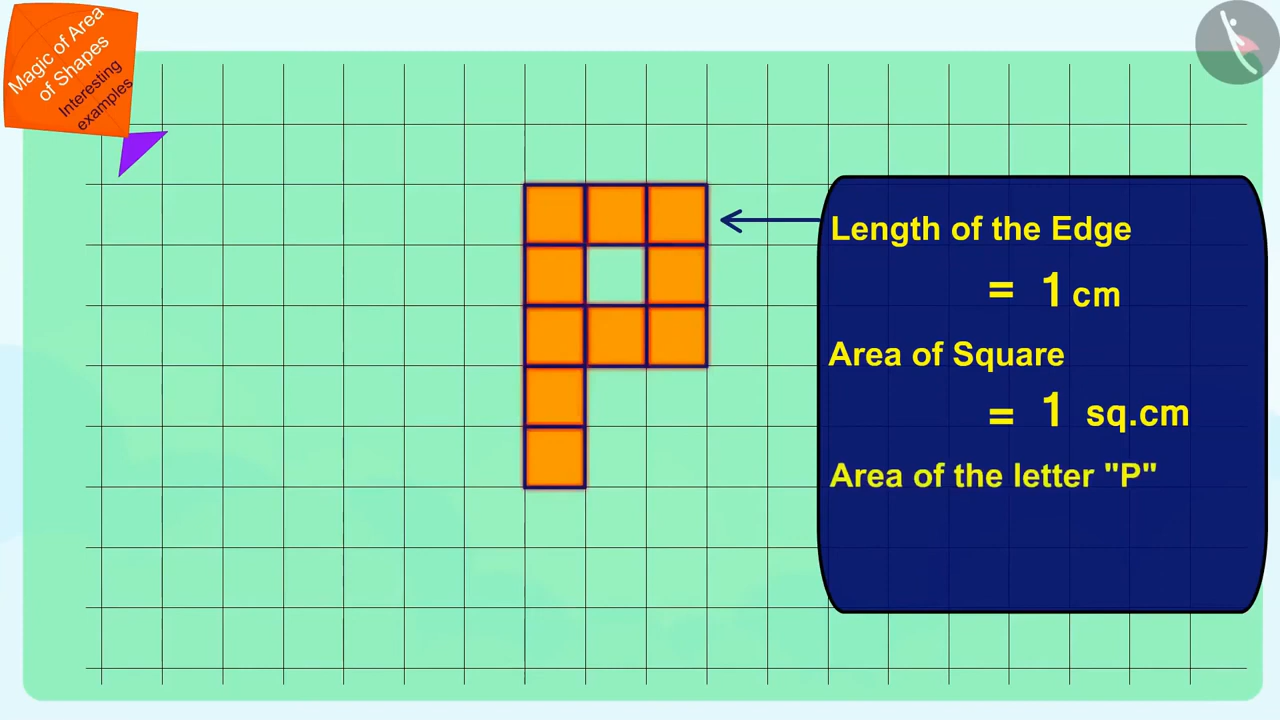 Magic of Area
of Shapes
Interesting
examples
Length of the Edge
= 1 cm
Area of Square
= 1 sq.cm
Area of the letter "P"